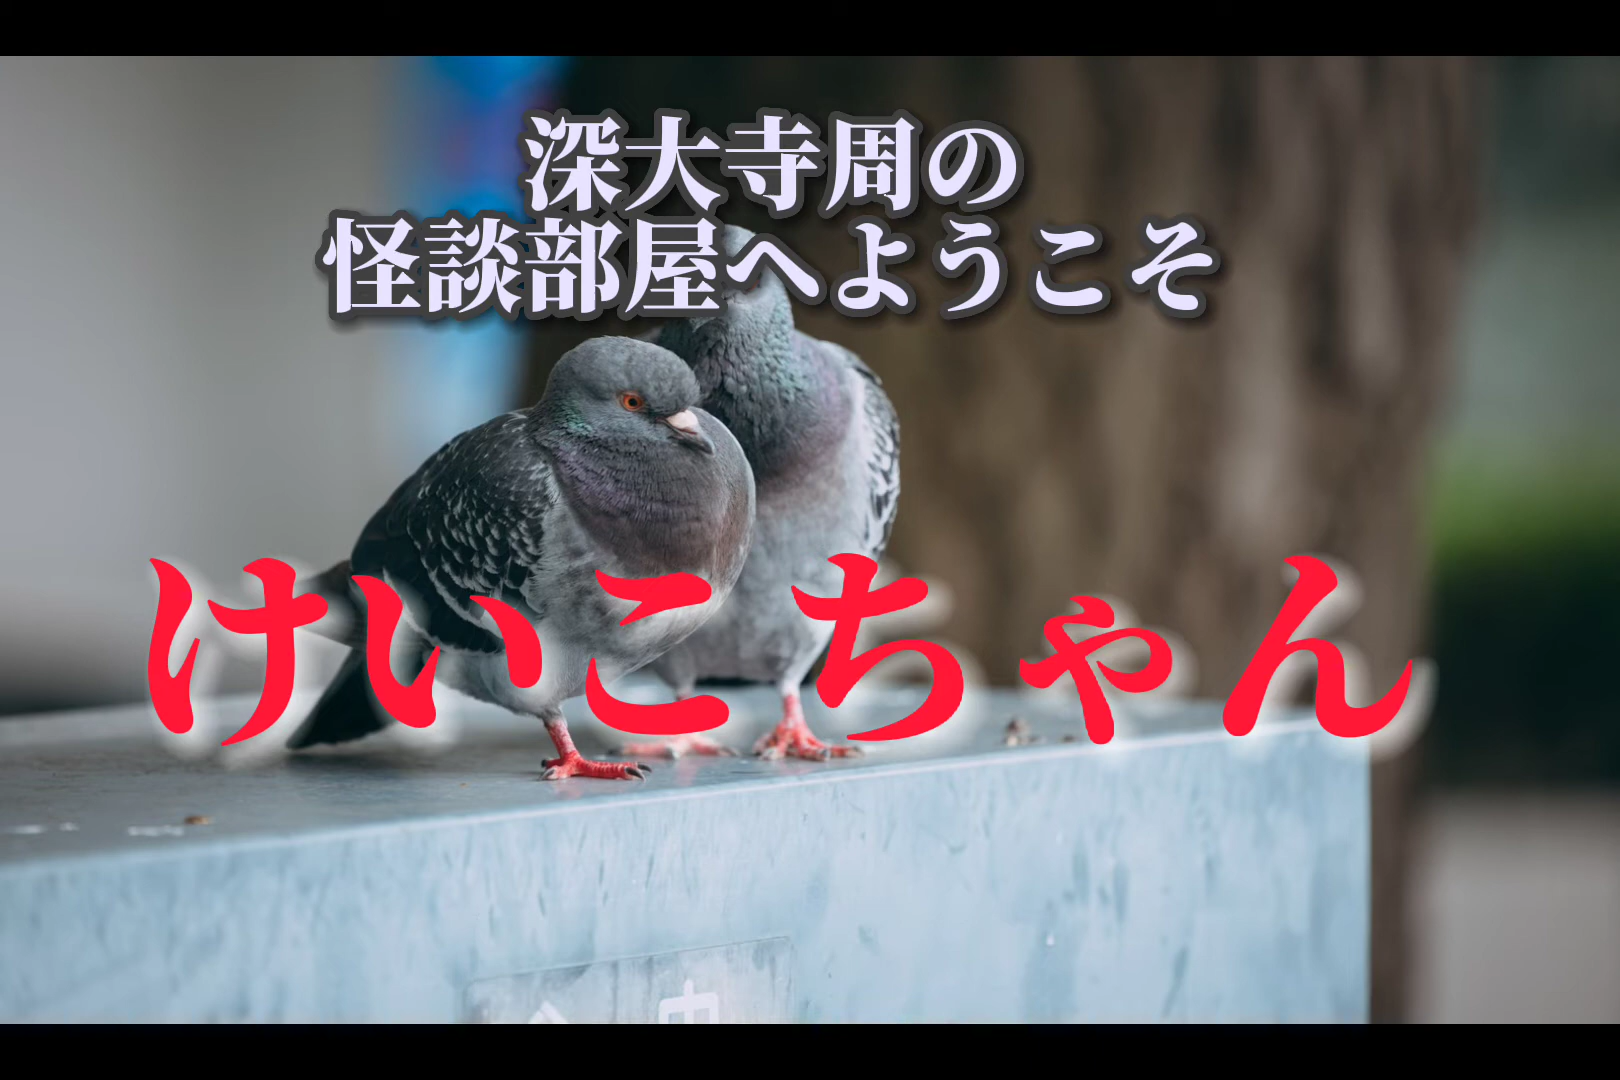 深大寺周の
怪談部屋へようこそ
けいこちゃん